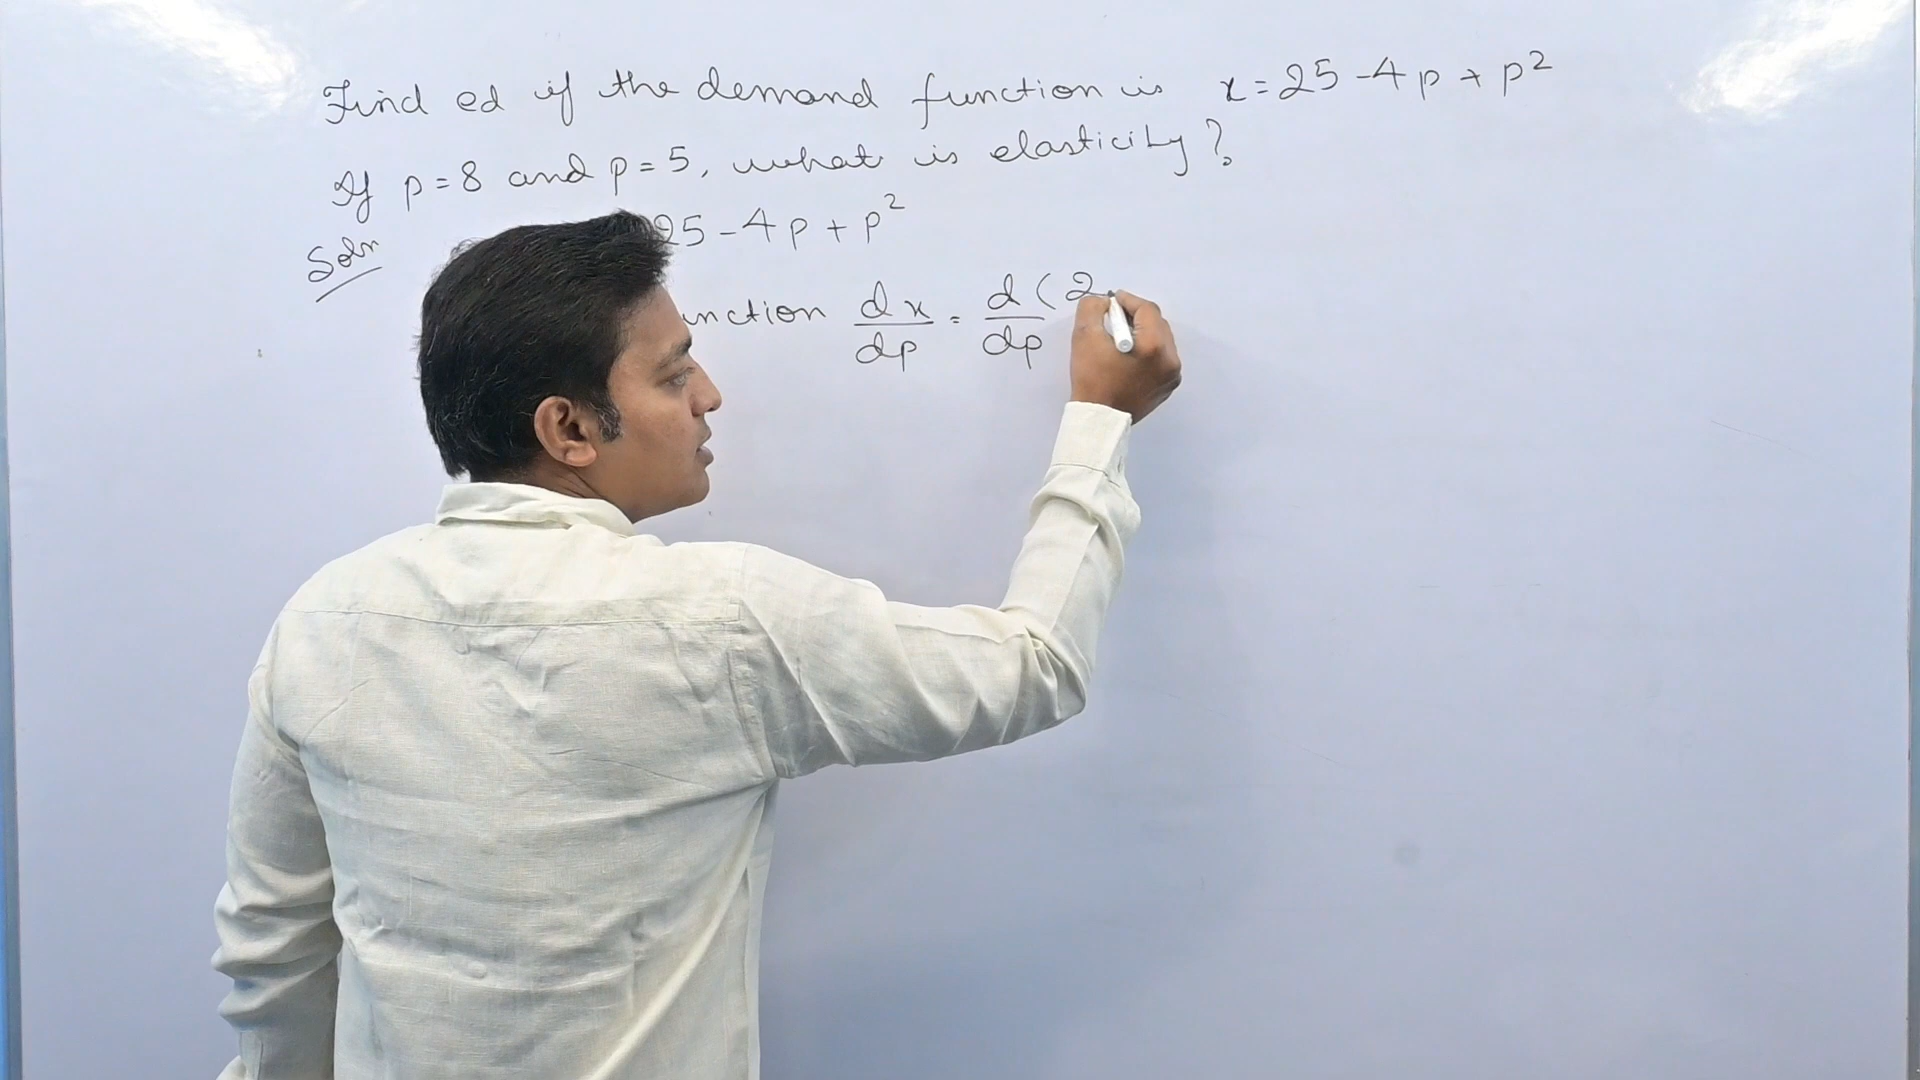 Find ed if the demand function is x = 25 - 4p + p²
If p = 8 and p = 5, what is elasticity?
Soln
25 - 4p + p²
nction dx/dp = d/dp (2